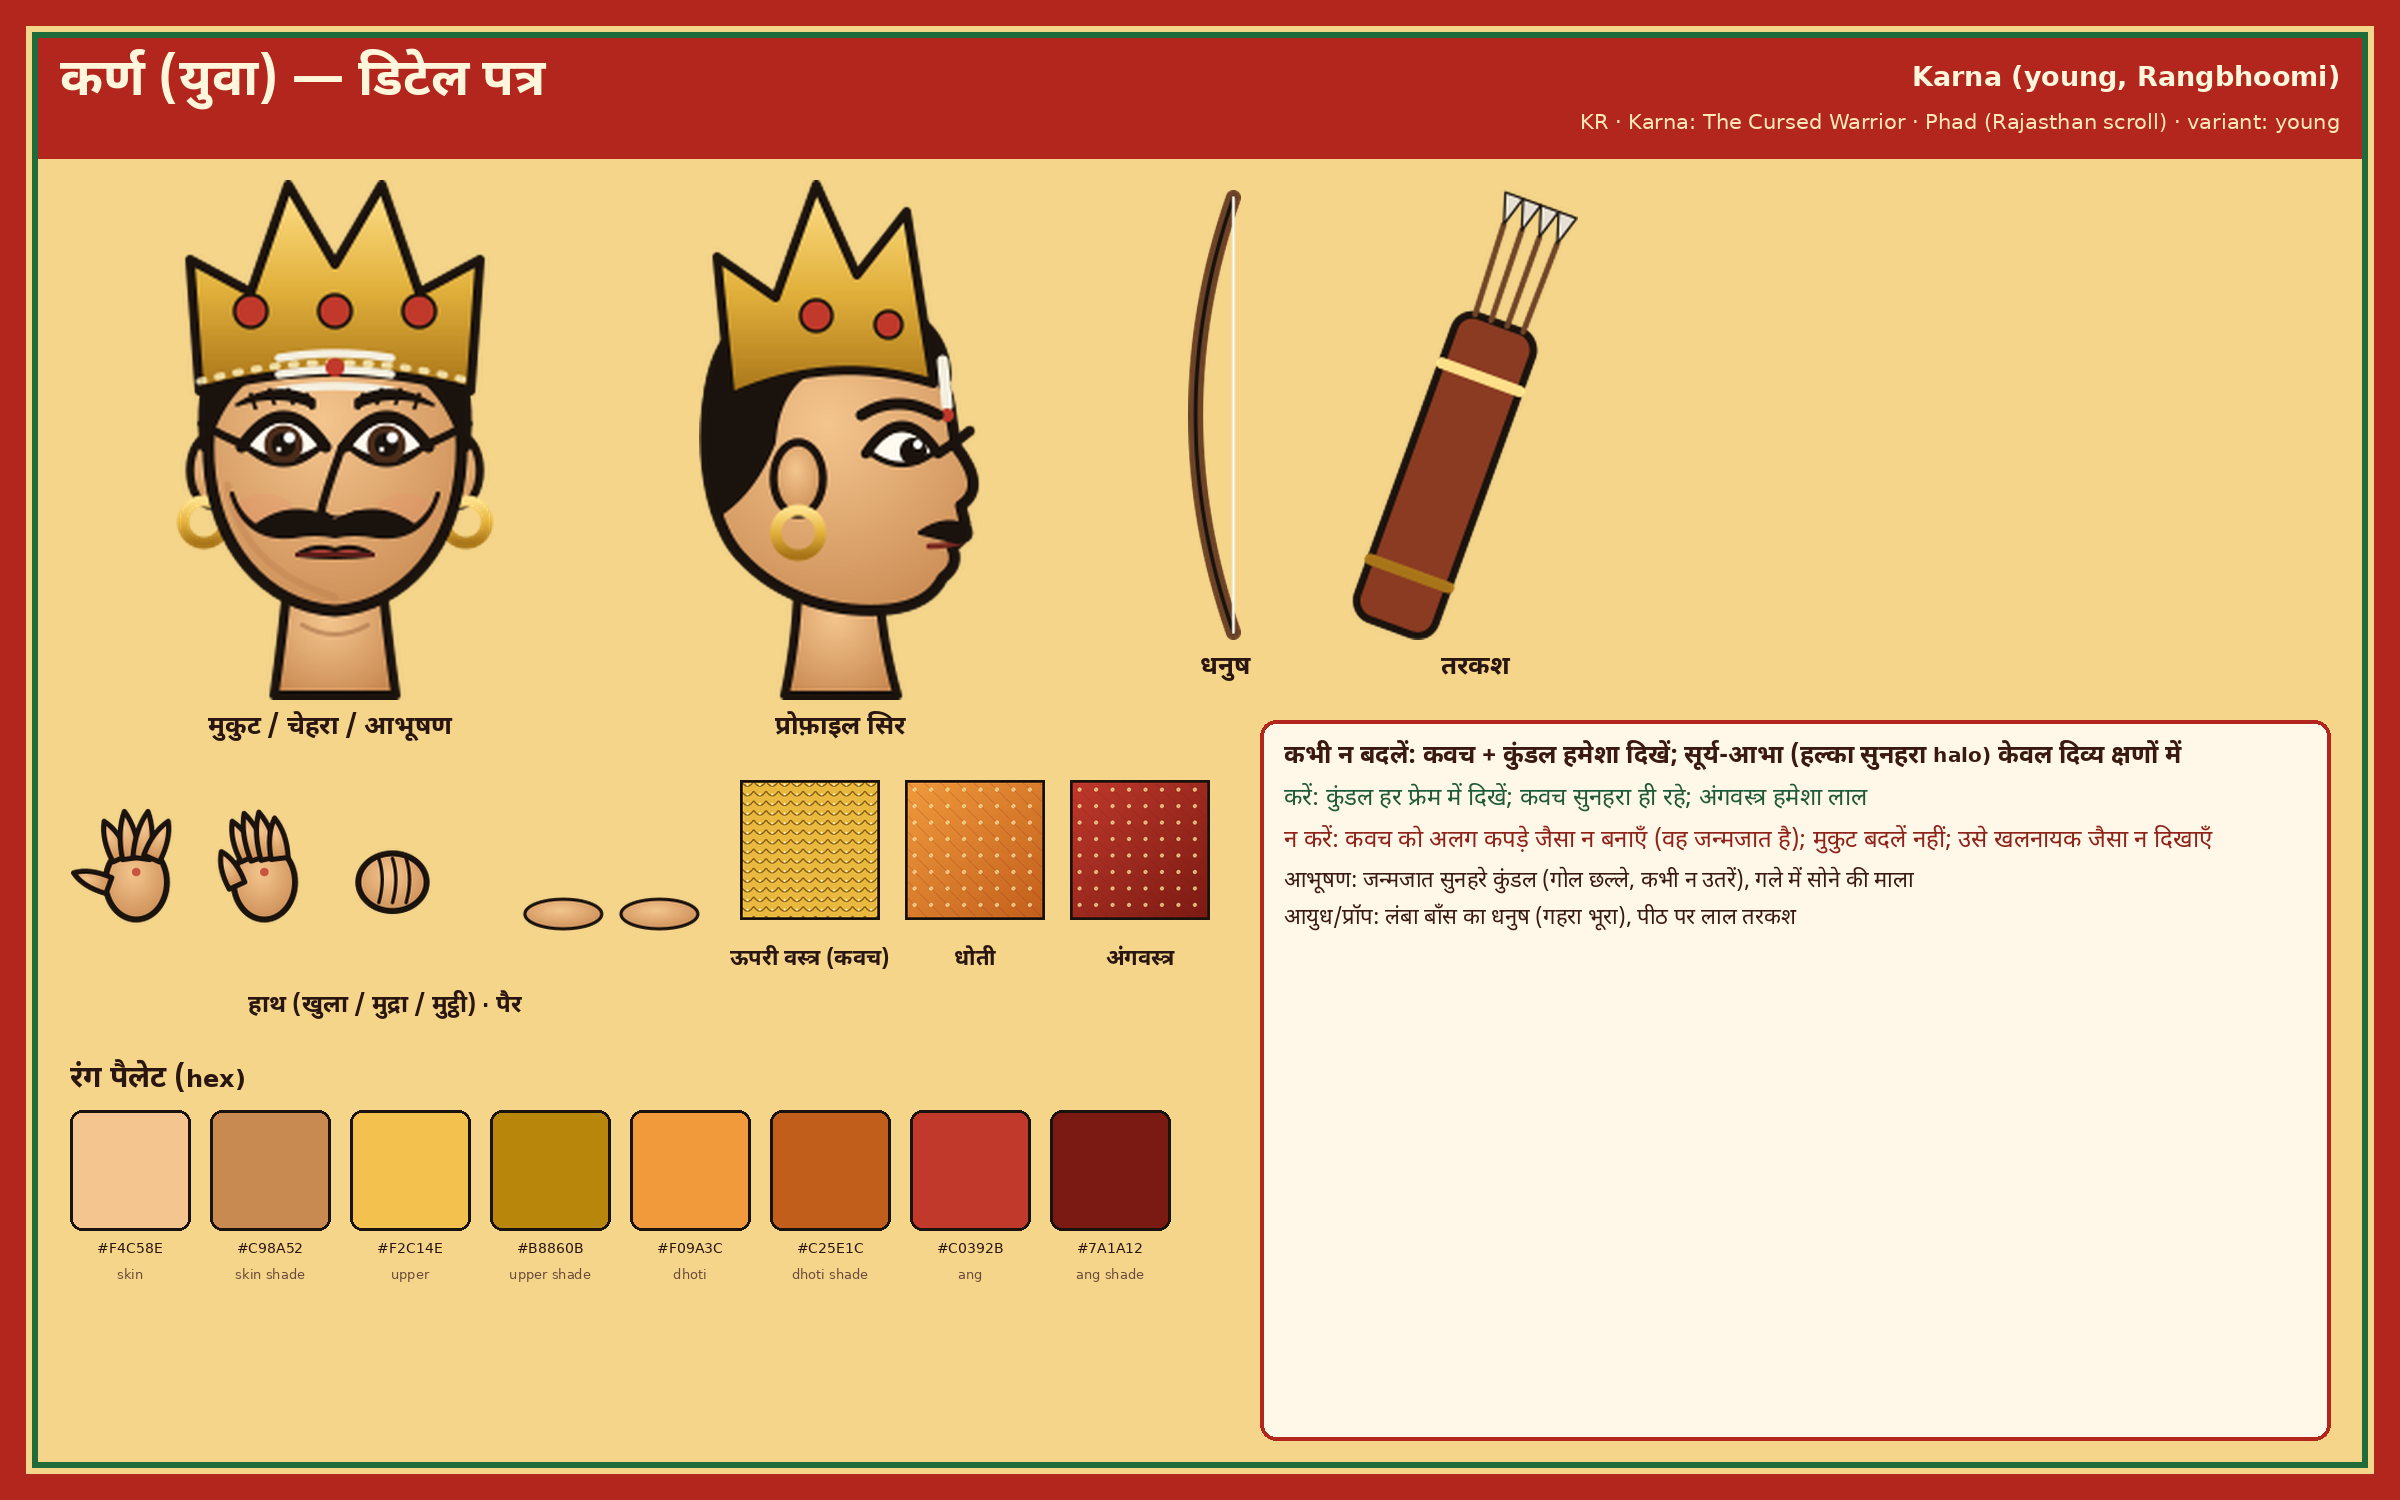 कर्ण (युवा) — डिटेल पत्र
Karna (young, Rangbhoomi)
KR · Karna: The Cursed Warrior · Phad (Rajasthan scroll) · variant: young
धनुष
तरकश
मुकुट / चेहरा / आभूषण
प्रोफ़ाइल सिर
कभी न बदलें: कवच + कुंडल हमेशा दिखें; सूर्य-आभा (हल्का सुनहरा halo) केवल दिव्य क्षणों में
करें: कुंडल हर फ्रेम में दिखें; कवच सुनहरा ही रहे; अंगवस्त्र हमेशा लाल
न करें: कवच को अलग कपड़े जैसा न बनाएँ (वह जन्मजात है); मुकुट बदलें नहीं; उसे खलनायक जैसा न दिखाएँ
आभूषण: जन्मजात सुनहरे कुंडल (गोल छल्ले, कभी न उतरें), गले में सोने की माला
आयुध/प्रॉप: लंबा बाँस का धनुष (गहरा भूरा), पीठ पर लाल तरकश
ऊपरी वस्त्र (कवच)
धोती
अंगवस्त्र
हाथ (खुला / मुद्रा / मुट्ठी) · पैर
रंग पैलेट (hex)
#F4C58E
#C98A52
#F2C14E
#B8860B
#F09A3C
#C25E1C
#C0392B
#7A1A12
skin
skin shade
upper
upper shade
dhoti
dhoti shade
ang
ang shade